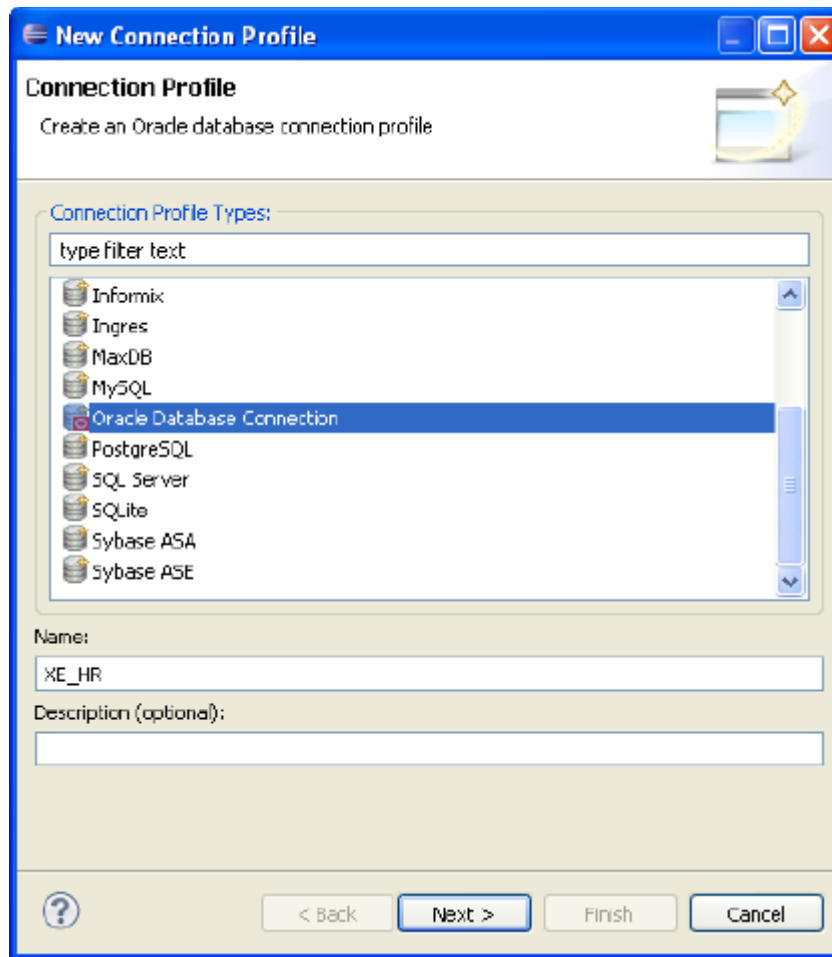 New Connection Profile
Connection Profile
Create an Oracle database connection profile
Connection Profile Types:
type filter text
Informix
Ingres
MaxDB
MySQL
Oracle Database Connection
PostgreSQL
SQL Server
SQLite
Sybase ASA
Sybase ASE
Name:
XE_HR
Description (optional):
? < Back Next > Finish Cancel